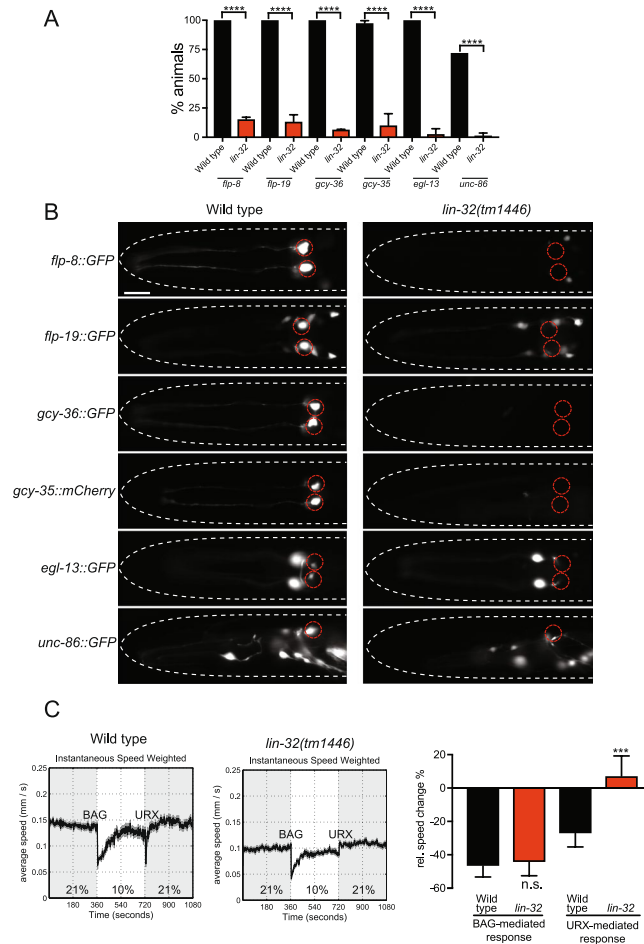 A
**** **** **** **** **** ****
100
75
50
25
0
% animals
Wild type lin-32 Wild type lin-32 Wild type lin-32 Wild type lin-32 Wild type lin-32 Wild type lin-32
flp-8 flp-19 gcy-36 gcy-35 egl-13 unc-86
B
Wild type lin-32(tm1446)
flp-8::GFP
flp-19::GFP
gcy-36::GFP
gcy-35::mCherry
egl-13::GFP
unc-86::GFP
C
Wild type
Instantaneous Speed Weighted
0.25
0.2
0.15
0.1
0.05
0
average speed (mm / s)
BAG URX
21% 10% 21%
180 360 540 720 900 1080
Time (seconds)
lin-32(tm1446)
Instantaneous Speed Weighted
0.25
0.2
0.15
0.1
0.05
0
average speed (mm / s)
BAG URX
21% 10% 21%
180 360 540 720 900 1080
Time (seconds)
20
0
-20
-40
-60
rel. speed change %
***
n.s.
Wild type lin-32 Wild type lin-32
BAG-mediated response URX-mediated response